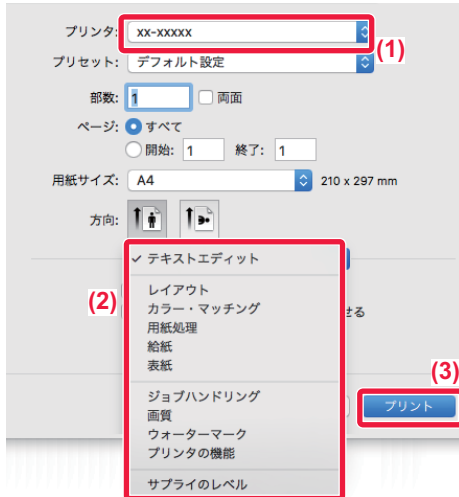 プリンタ: xx-xxxxx
(1)
プリセット: デフォルト設定
部数: 1 両面
ページ: すべて
開始: 1 終了: 1
用紙サイズ: A4 210 x 297 mm
方向:
✓ テキストエディット
(2)
レイアウト
カラー・マッチング
せる
用紙処理
給紙
表紙
(3)
ジョブハンドリング
プリント
画質
ウォーターマーク
プリンタの機能
サプライのレベル